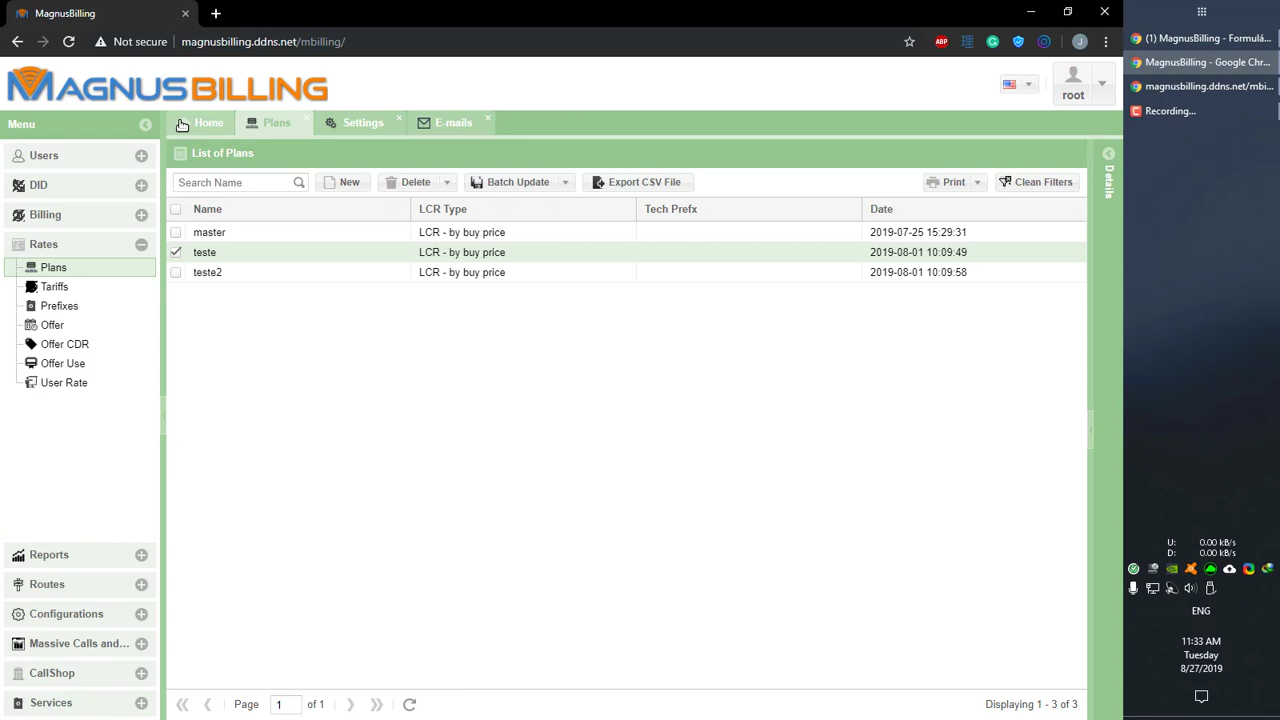 MagnusBilling
Not secure
magnusbilling.ddns.net/mbilling/
ABP
J
(1) MagnusBilling - Formulá...
MagnusBilling - Google Chr...
magnusbilling.ddns.net/mbi...
Recording...
MAGNUSBILLING
root
Menu
Home
Plans
Settings
E-mails
Users
DID
Billing
Rates
Plans
Tariffs
Prefixes
Offer
Offer CDR
Offer Use
User Rate
Reports
Routes
Configurations
Massive Calls and...
CallShop
Services
List of Plans
Search Name
New
Delete
Batch Update
Export CSV File
Print
Clean Filters
Details
Name LCR Type Tech Prefx Date
master LCR - by buy price 2019-07-25 15:29:31
teste LCR - by buy price 2019-08-01 10:09:49
teste2 LCR - by buy price 2019-08-01 10:09:58
Page 1 of 1
Displaying 1 - 3 of 3
U: 0.00 kB/s
D: 0.00 kB/s
ENG
11:33 AM
Tuesday
8/27/2019